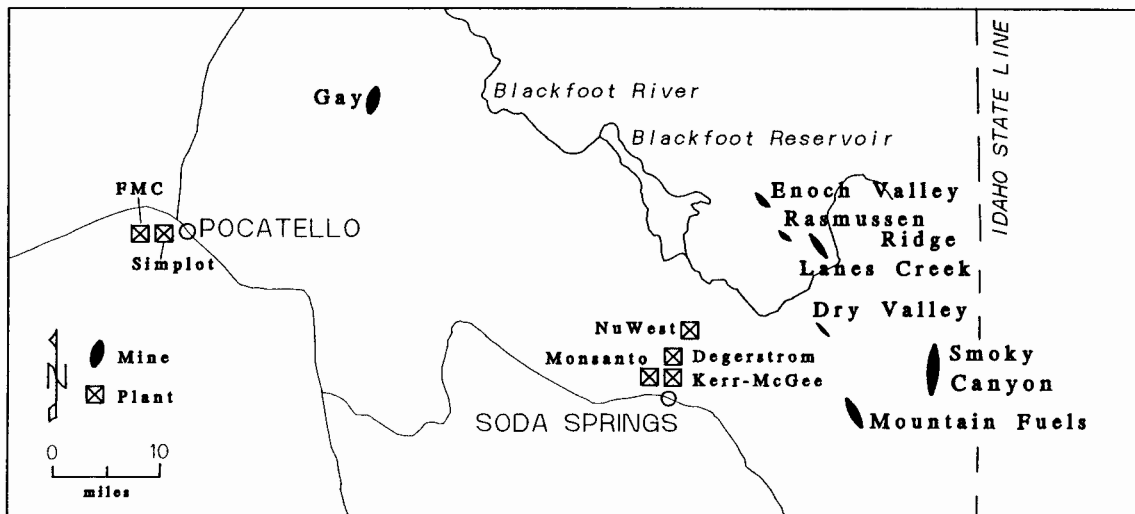 Gay
Blackfoot River
Blackfoot Reservoir
IDAHO STATE LINE
FMC
POCATELLO
Simplot
Enoch Valley
Rasmussen
Ridge
Lanes Creek
Dry Valley
NuWest
Monsanto
Degerstrom
Kerr-McGee
SODA SPRINGS
Smoky
Canyon
Mountain Fuels
N
Mine
Plant
0 10
miles